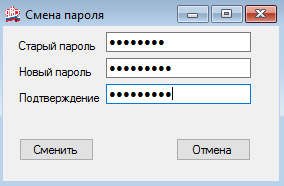 Смена пароля
Старый пароль ●●●●●●●●
Новый пароль ●●●●●●●●●
Подтверждение ●●●●●●●●●
Сменить Отмена